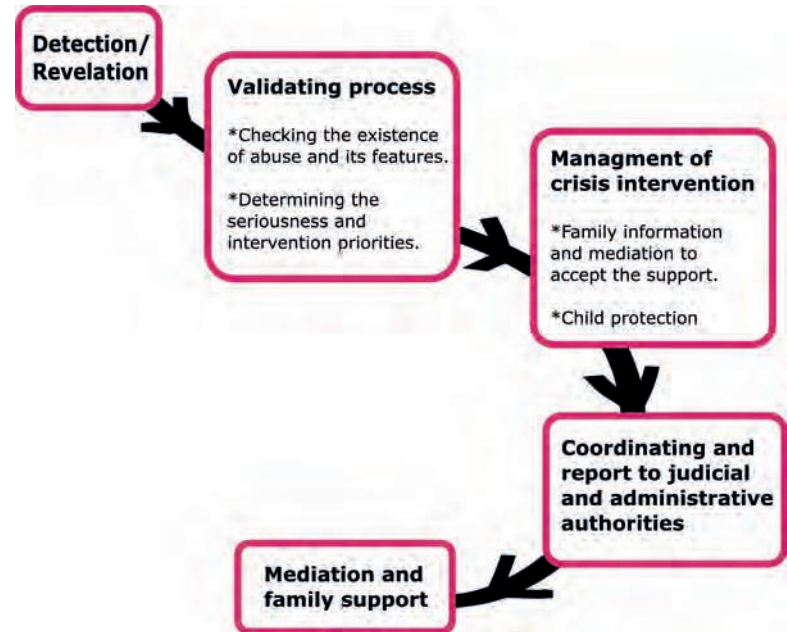 Detection/
Revelation
Validating process
*Checking the existence
of abuse and its features.
*Determining the
seriousness and
intervention priorities.
Managment of
crisis intervention
*Family information
and mediation to
accept the support.
*Child protection
Coordinating and
report to judicial
and administrative
authorities
Mediation and
family support